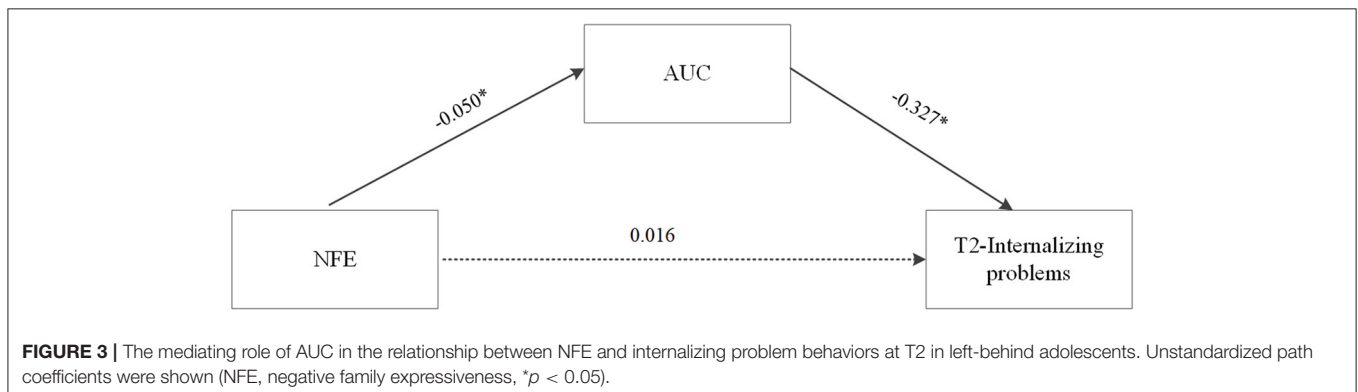 AUC
-0.050*
-0.327*
0.016
NFE
T2-Internalizing
problems
FIGURE 3 | The mediating role of AUC in the relationship between NFE and internalizing problem behaviors at T2 in left-behind adolescents. Unstandardized path
coefficients were shown (NFE, negative family expressiveness, *p < 0.05).